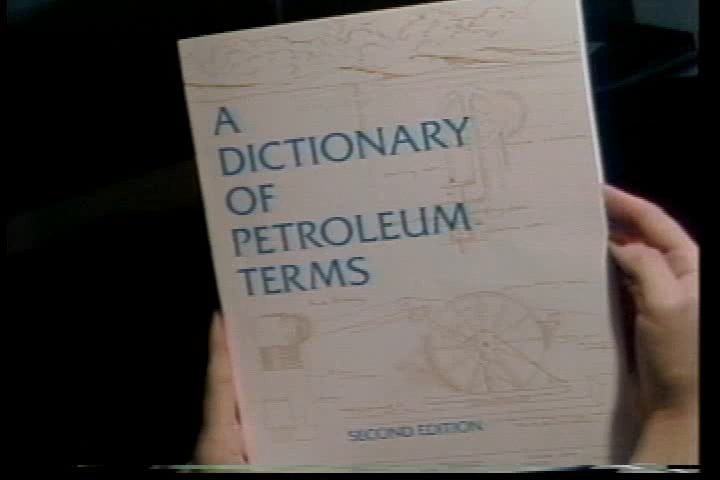 A
DICTIONARY
OF
PETROLEUM
TERMS
SECOND EDITION